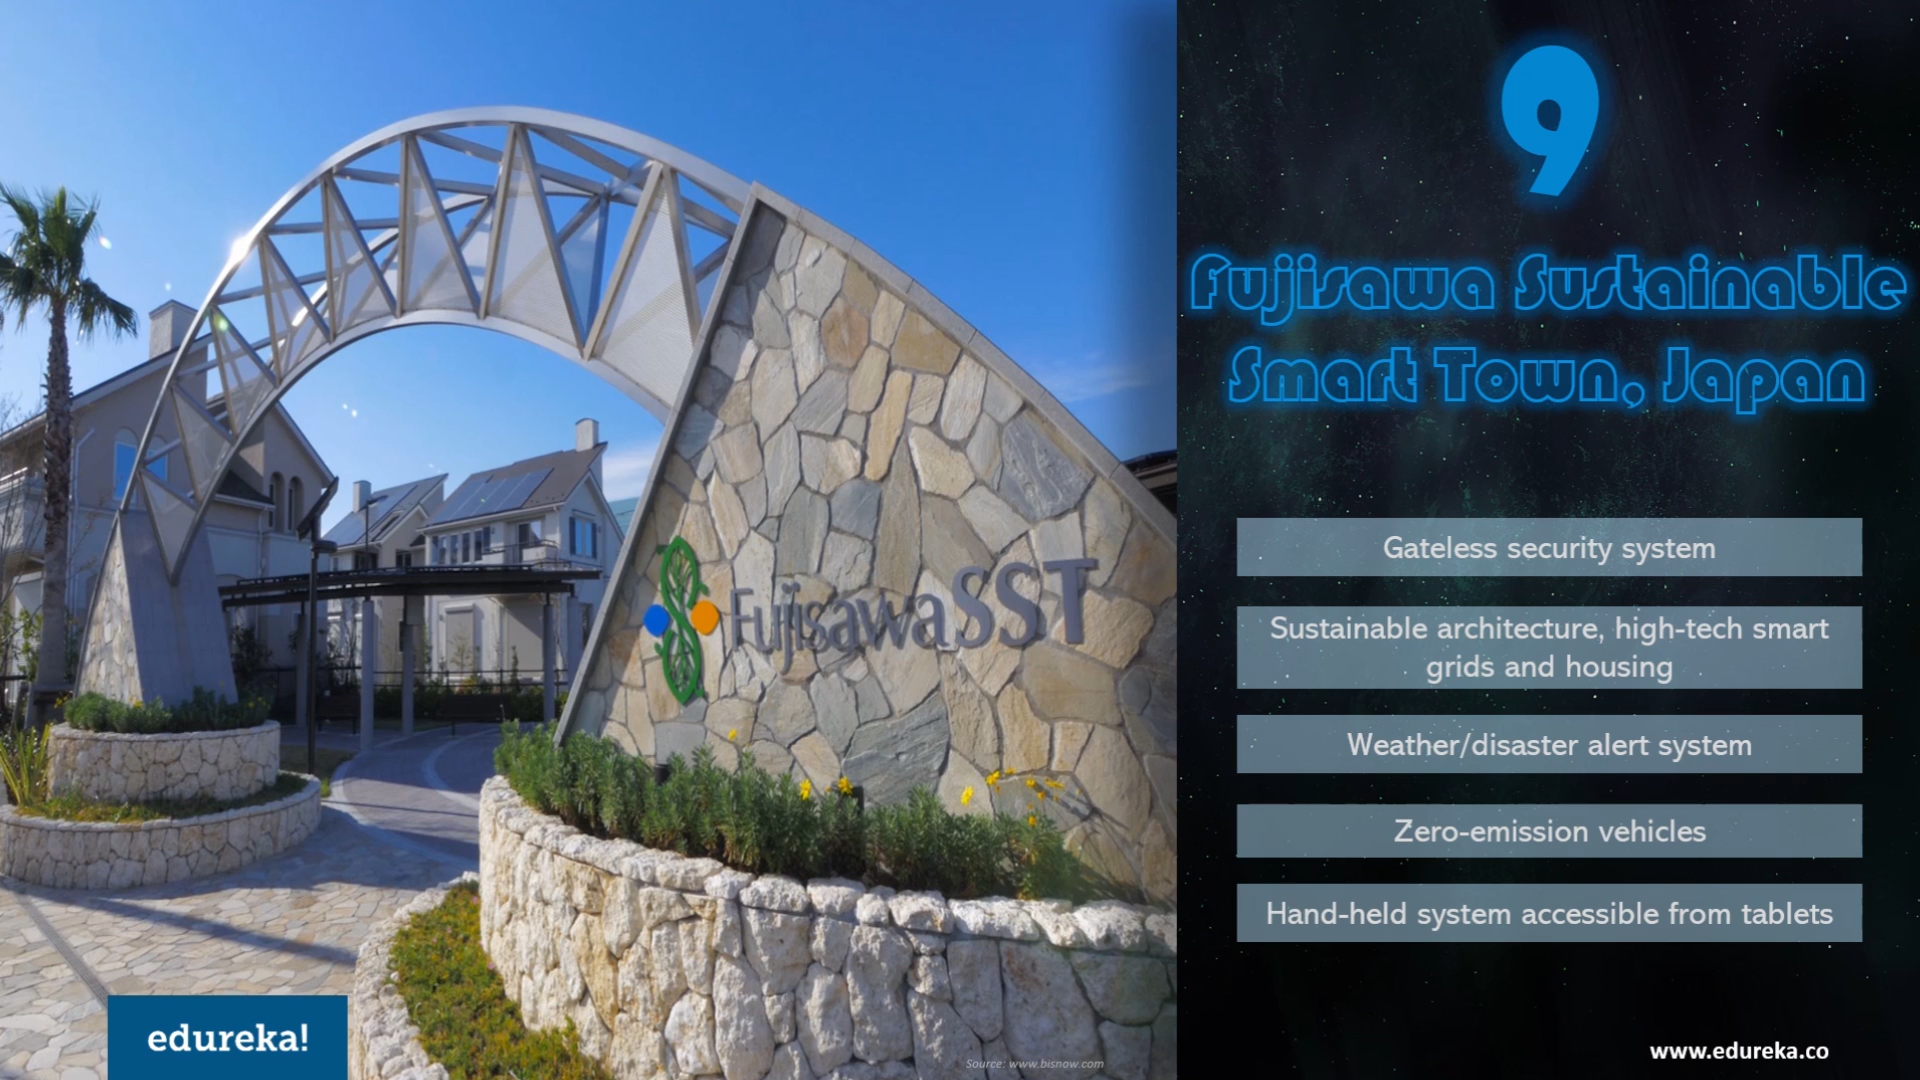 9
Fujisawa Sustainable
Smart Town, Japan
FujisawaSST
Gateless security system
Sustainable architecture, high-tech smart
grids and housing
Weather/disaster alert system
Zero-emission vehicles
Hand-held system accessible from tablets
edureka!
Source: www.bisnow.com
www.edureka.co